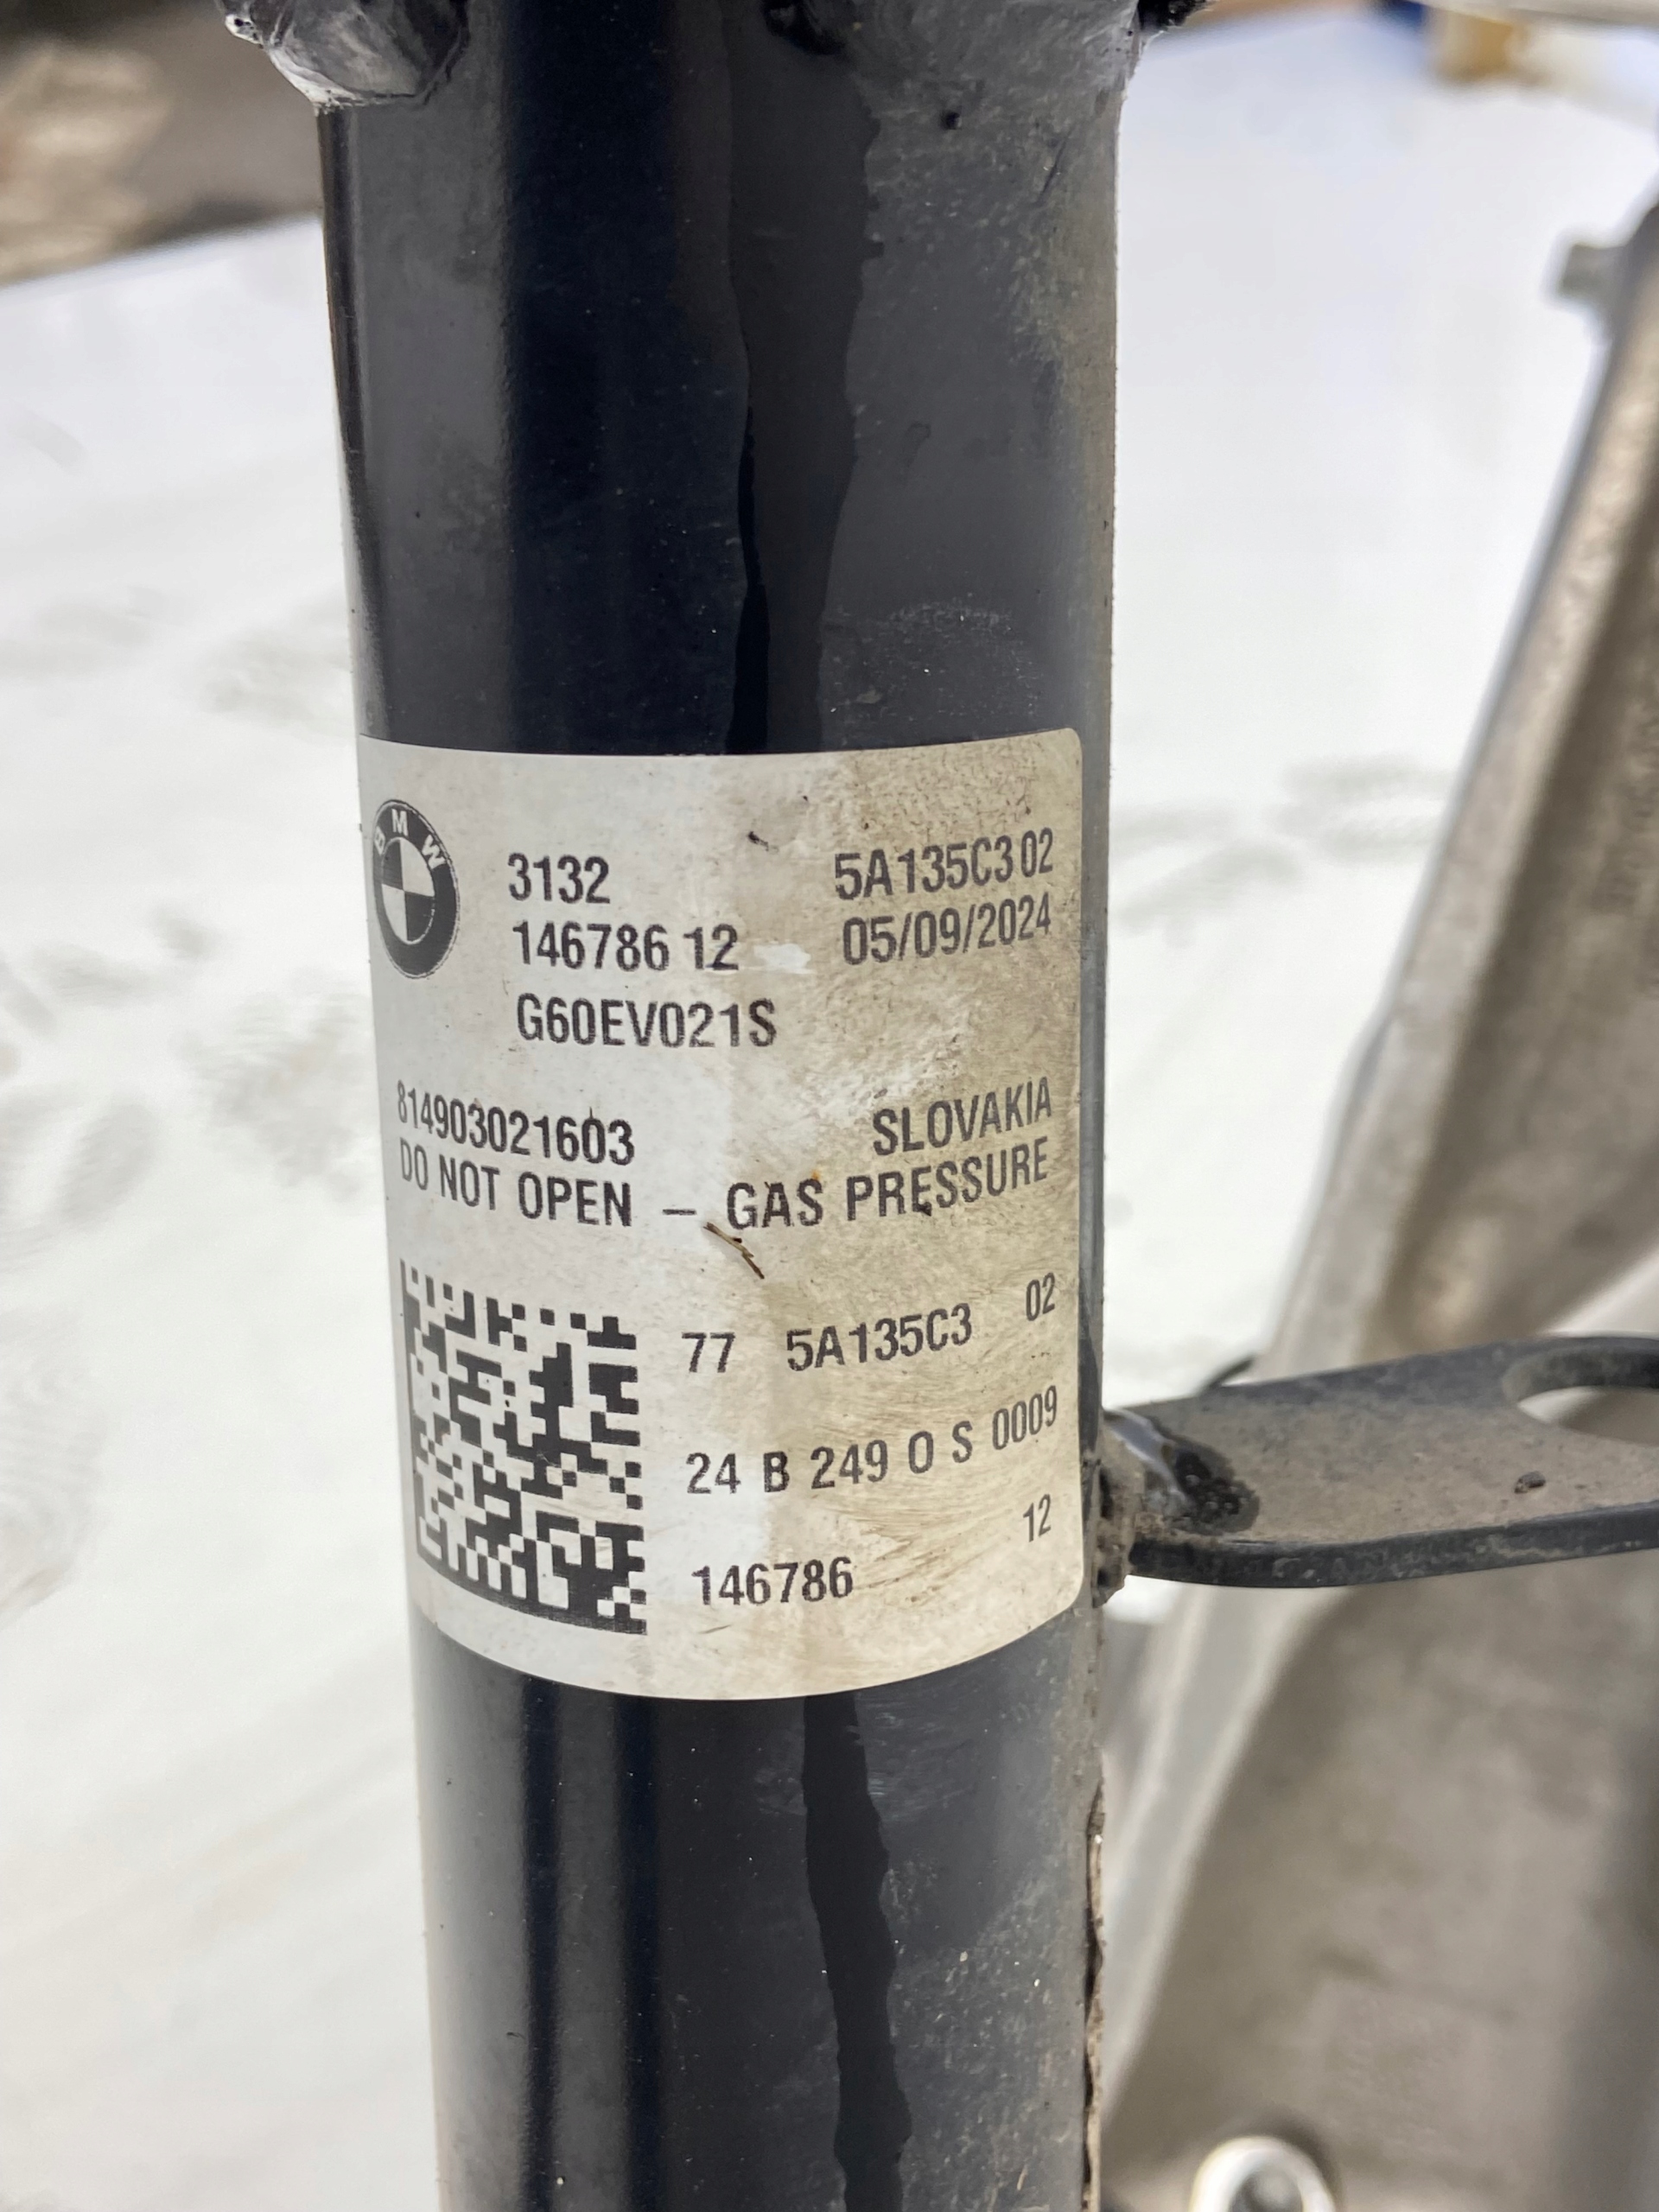 BMW
3132 5A135C3 02
146786 12 05/09/2024
G60EV021S
814903021603 SLOVAKIA
DO NOT OPEN – GAS PRESSURE
77 5A135C3 02
24 B 249 O S 0009
146786 12